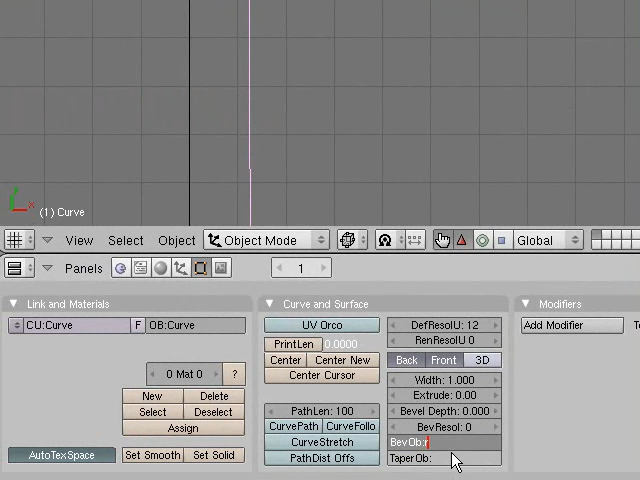 x
(1) Curve
View Select Object Object Mode Global
Panels 1
Link and Materials
CU:Curve F OB:Curve
0 Mat 0 ?
New Delete
Select Deselect
Assign
AutoTexSpace Set Smooth Set Solid
Curve and Surface
UV Orco
PrintLen 0.0000
Center Center New
Center Cursor
PathLen: 100
CurvePath CurveFollo
CurveStretch
PathDist Offs
DefResolU: 12
RenResolU 0
Back Front 3D
Width: 1.000
Extrude: 0.00
Bevel Depth: 0.000
BevResol: 0
BevOb:r
TaperOb:
Modifiers
Add Modifier To